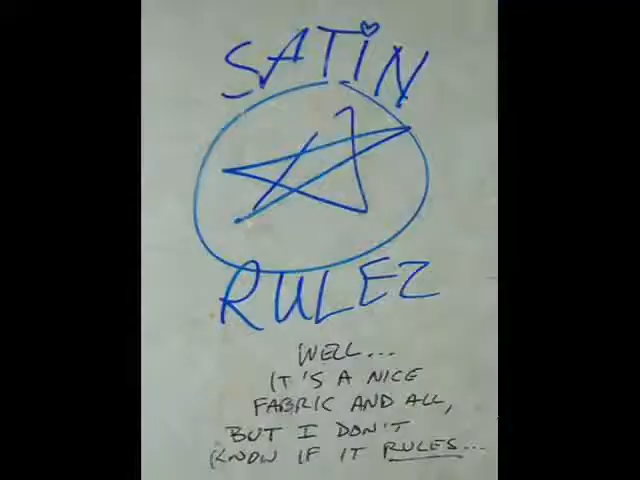 SATiN
RULEZ
WELL...
IT'S A NICE
FABRIC AND ALL,
BUT I DON'T
KNOW IF IT RULES...